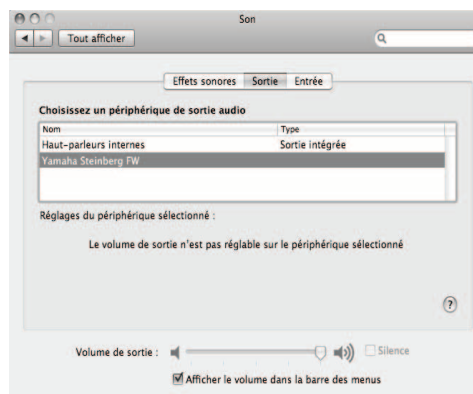 Son
Tout afficher
Effets sonores Sortie Entrée
Choisissez un périphérique de sortie audio
Nom Type
Haut-parleurs internes Sortie intégrée
Yamaha Steinberg FW
Réglages du périphérique sélectionné :
Le volume de sortie n'est pas réglable sur le périphérique sélectionné
?
Volume de sortie : Silence
Afficher le volume dans la barre des menus